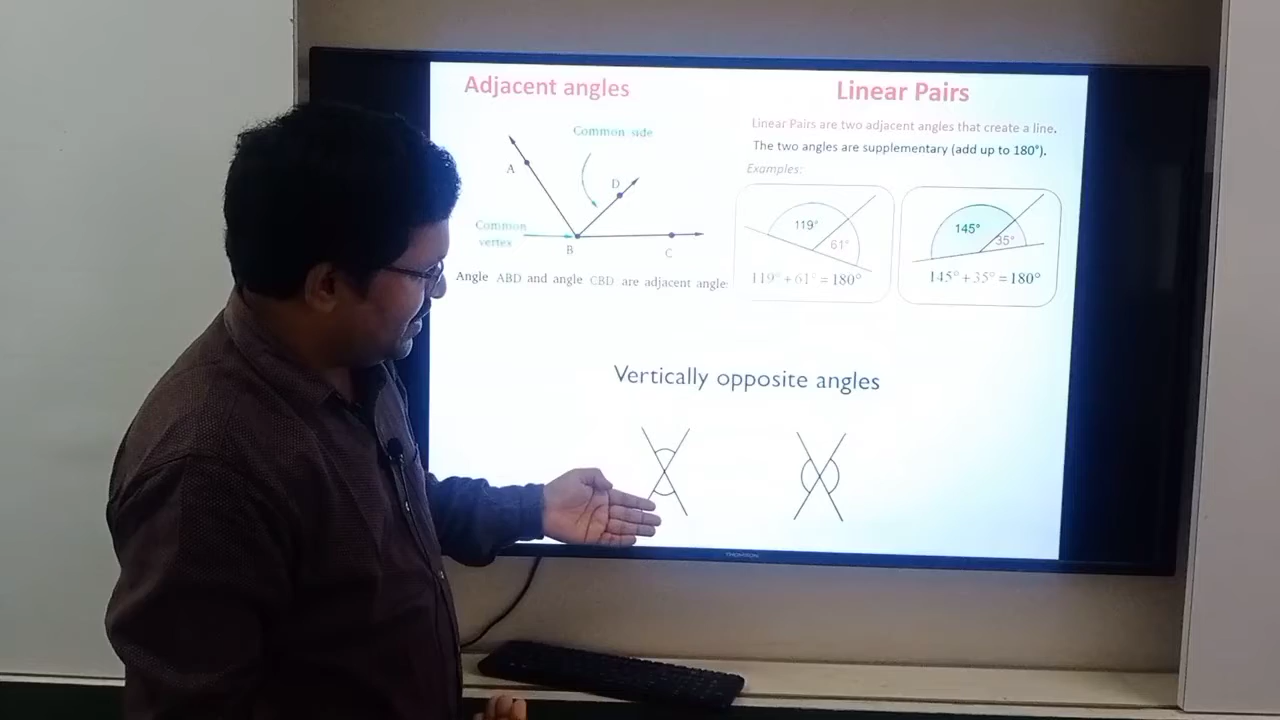 Adjacent angles
Common side
A
D
Common
vertex
B
C
Angle ABD and angle CBD are adjacent angle
Linear Pairs
Linear Pairs are two adjacent angles that create a line.
The two angles are supplementary (add up to 180°).
Examples:
119°
61°
119° + 61° = 180°
145°
35°
145° + 35° = 180°
Vertically opposite angles
THOMSON